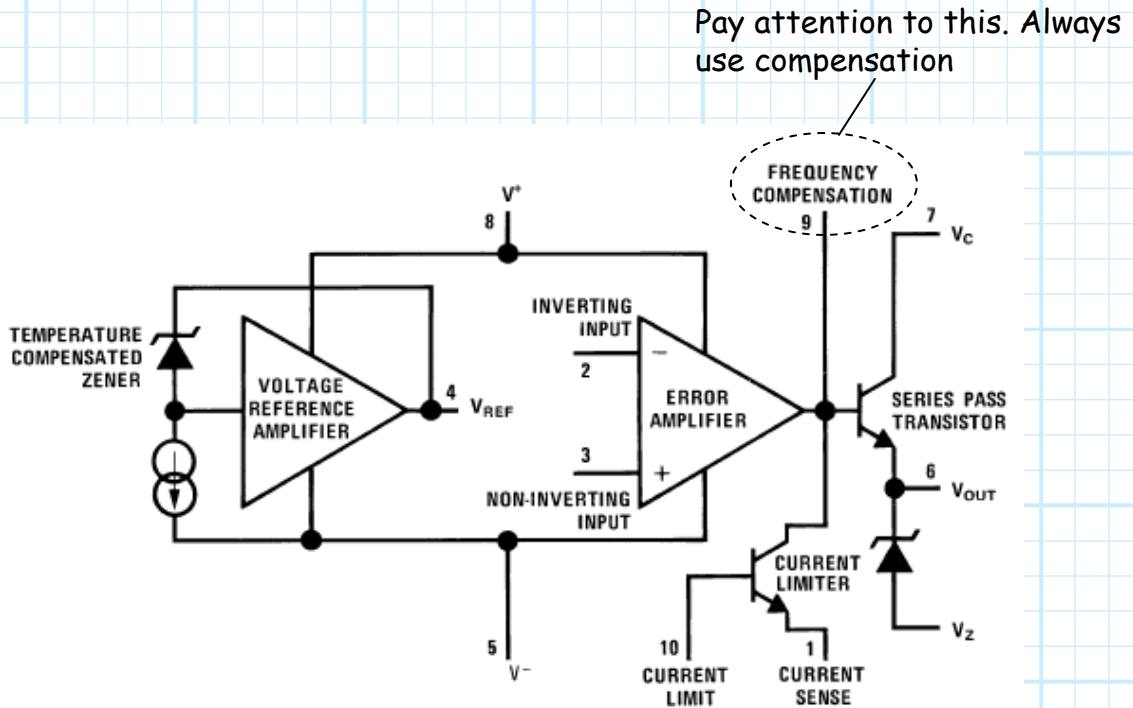 Pay attention to this. Always
use compensation
FREQUENCY
COMPENSATION
9
7
V+
8
VC
TEMPERATURE
COMPENSATED
ZENER
INVERTING
INPUT
2
−
VOLTAGE
REFERENCE
AMPLIFIER
4
VREF
ERROR
AMPLIFIER
SERIES PASS
TRANSISTOR
3
+
NON-INVERTING
INPUT
6
VOUT
CURRENT
LIMITER
5
V−
10
CURRENT
LIMIT
1
CURRENT
SENSE
VZ